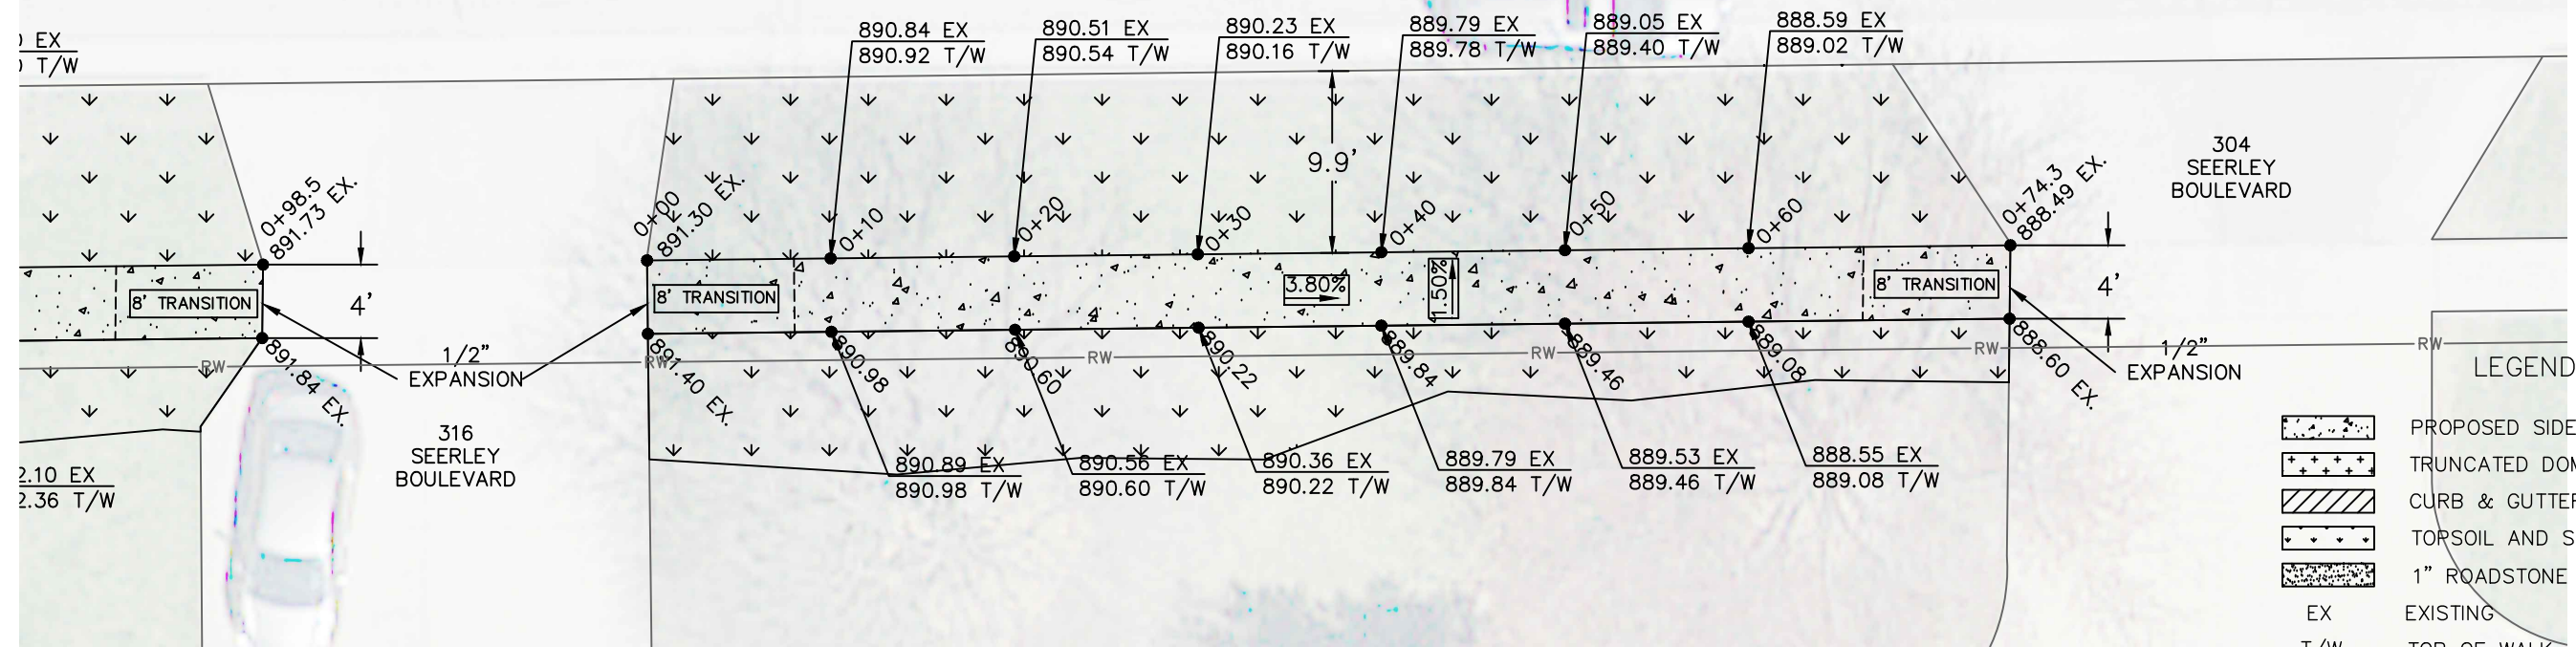 EX
T/W
890.84 EX
890.92 T/W
890.51 EX
890.54 T/W
890.23 EX
890.16 T/W
889.79 EX
889.78 T/W
889.05 EX
889.40 T/W
888.59 EX
889.02 T/W
0+98.5
891.73 EX.
0+00
891.30 EX.
0+10
0+20
0+30
9.9'
0+40
0+50
0+60
0+74.3
888.49 EX.
304
SEERLEY
BOULEVARD
8' TRANSITION
4'
8' TRANSITION
3.80%
1.50%
8' TRANSITION
4'
891.84 EX.
1/2"
EXPANSION
891.40 EX.
890.98
890.60
890.22
889.84
889.46
889.08
888.60 EX.
1/2"
EXPANSION
RW
RW
RW
RW
RW
RW
316
SEERLEY
BOULEVARD
2.10 EX
2.36 T/W
890.89 EX
890.98 T/W
890.56 EX
890.60 T/W
890.36 EX
890.22 T/W
889.79 EX
889.84 T/W
889.53 EX
889.46 T/W
888.55 EX
889.08 T/W
LEGEND
PROPOSED SIDE
TRUNCATED DOM
CURB & GUTTER
TOPSOIL AND S
1" ROADSTONE
EX EXISTING
T/W TOP OF WALK